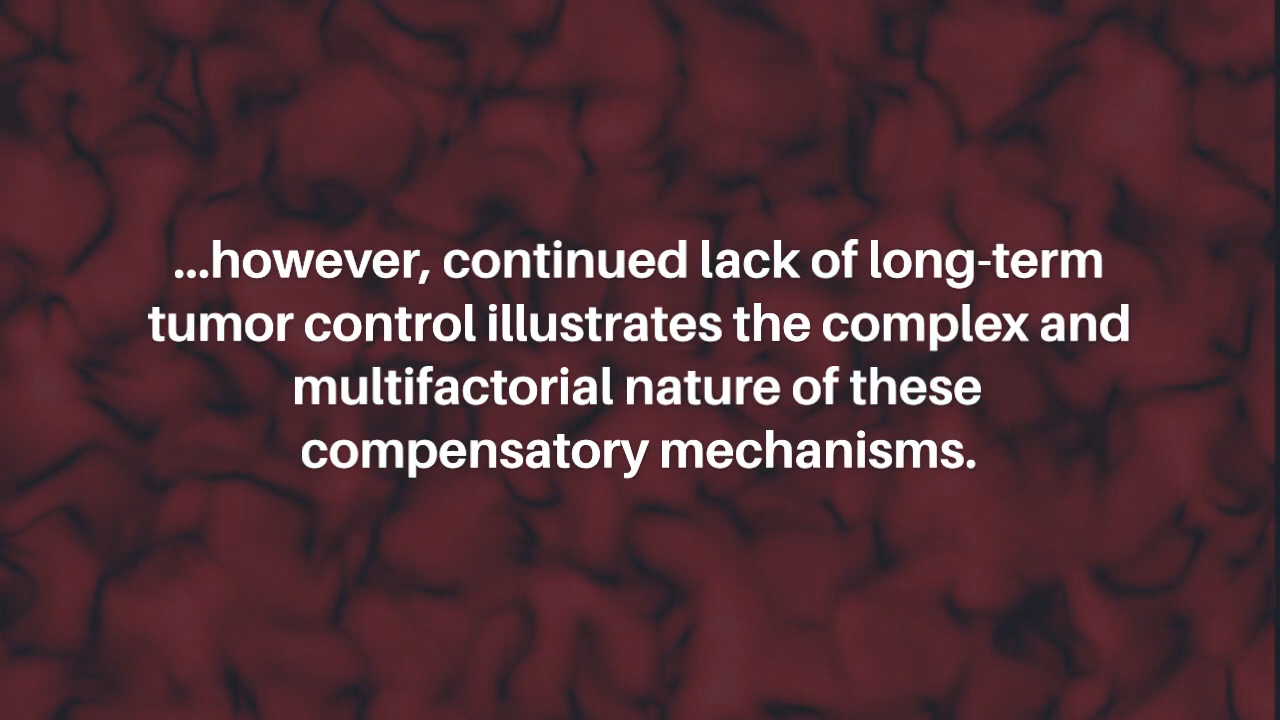 ...however, continued lack of long-term
tumor control illustrates the complex and
multifactorial nature of these
compensatory mechanisms.